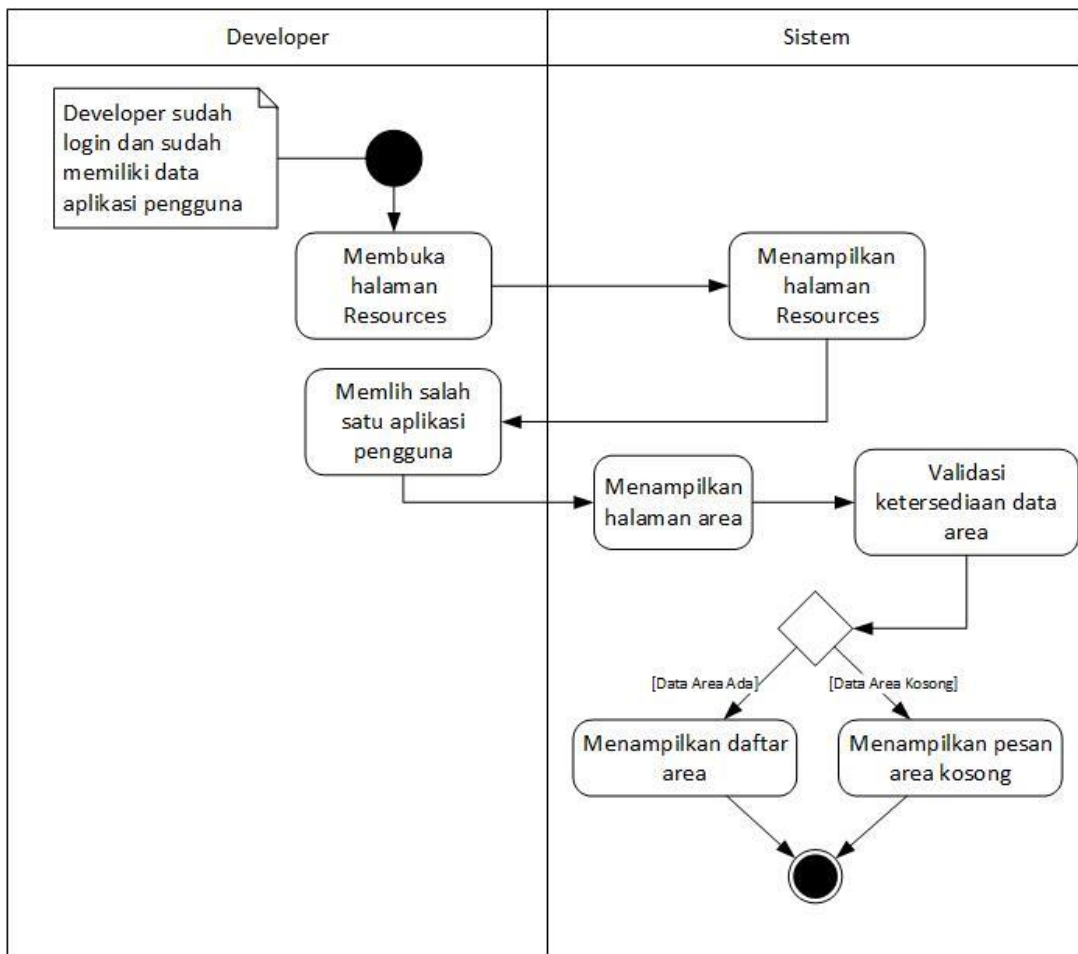 Developer
Sistem
Developer sudah
login dan sudah
memiliki data
aplikasi pengguna
Membuka
halaman
Resources
Menampilkan
halaman
Resources
Memlih salah
satu aplikasi
pengguna
Menampilkan
halaman area
Validasi
ketersediaan data
area
[Data Area Ada]
[Data Area Kosong]
Menampilkan daftar
area
Menampilkan pesan
area kosong